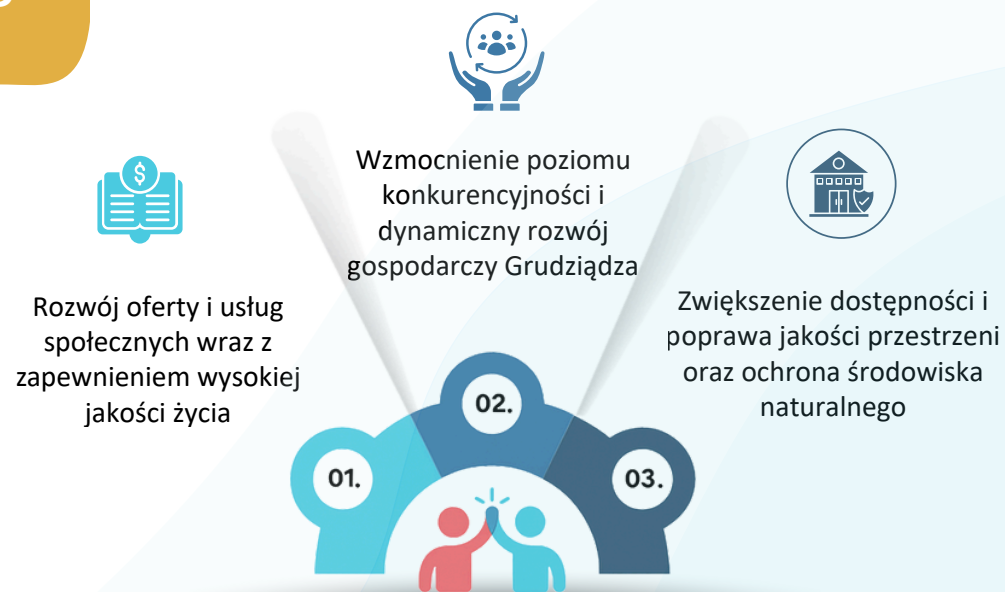 $
Rozwój oferty i usług
społecznych wraz z
zapewnieniem wysokiej
jakości życia
01.
Wzmocnienie poziomu
konkurencyjności i
dynamiczny rozwój
gospodarczy Grudziądza
02.
Zwiększenie dostępności i
poprawa jakości przestrzeni
oraz ochrona środowiska
naturalnego
03.